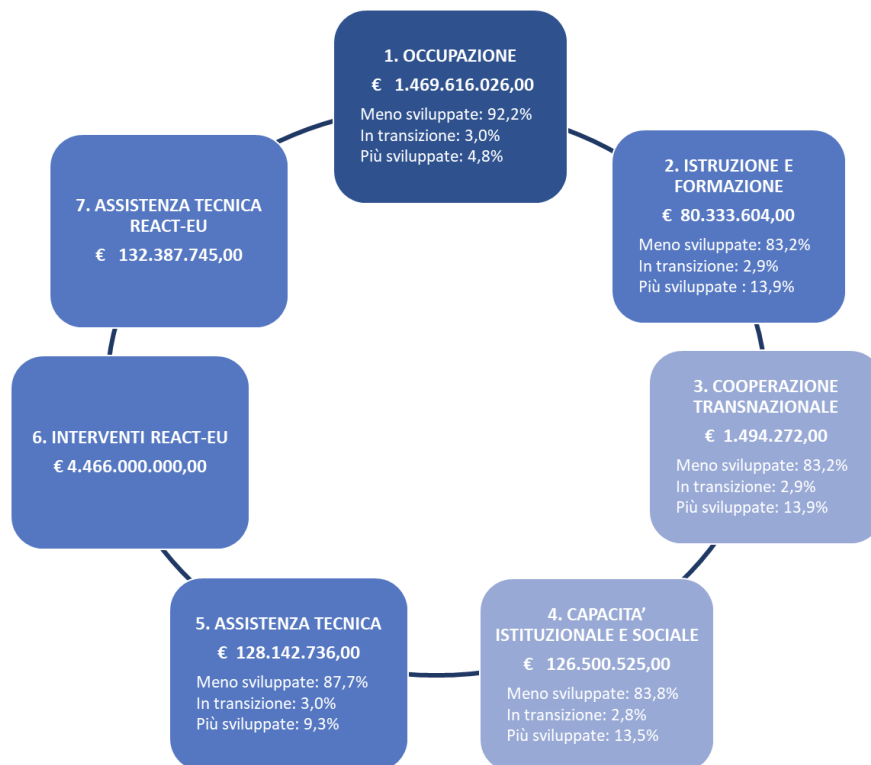 1. OCCUPAZIONE
€ 1.469.616.026,00
Meno sviluppate: 92,2%
In transizione: 3,0%
Più sviluppate: 4,8%
2. ISTRUZIONE E
FORMAZIONE
€ 80.333.604,00
Meno sviluppate: 83,2%
In transizione: 2,9%
Più sviluppate : 13,9%
3. COOPERAZIONE
TRANSNAZIONALE
€ 1.494.272,00
Meno sviluppate: 83,2%
In transizione: 2,9%
Più sviluppate: 13,9%
4. CAPACITA’
ISTITUZIONALE E SOCIALE
€ 126.500.525,00
Meno sviluppate: 83,8%
In transizione: 2,8%
Più sviluppate: 13,5%
5. ASSISTENZA TECNICA
€ 128.142.736,00
Meno sviluppate: 87,7%
In transizione: 3,0%
Più sviluppate: 9,3%
6. INTERVENTI REACT-EU
€ 4.466.000.000,00
7. ASSISTENZA TECNICA
REACT-EU
€ 132.387.745,00